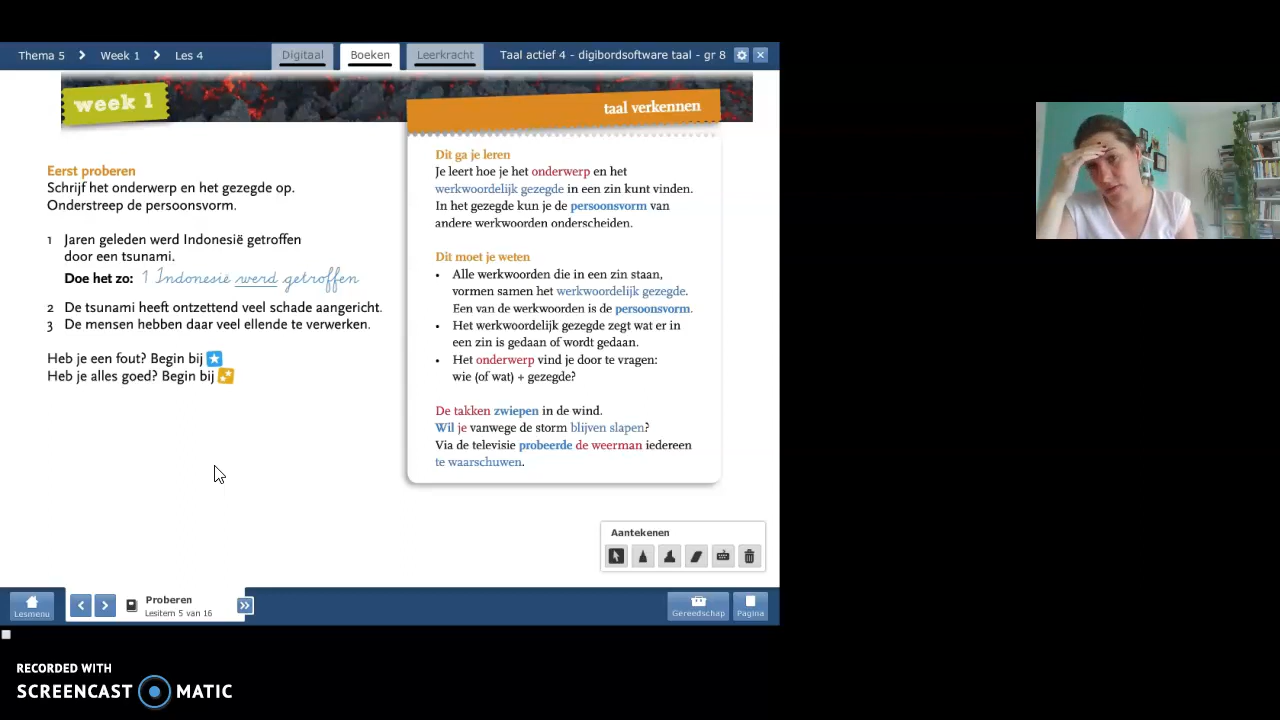 Thema 5 Week 1 Les 4 Digitaal Boeken Leerkracht Taal actief 4 - digibordsoftware taal - gr 8
week 1
taal verkennen
Eerst proberen
Schrijf het onderwerp en het gezegde op.
Onderstreep de persoonsvorm.
1 Jaren geleden werd Indonesië getroffen
door een tsunami.
Doe het zo: 1 Indonesië werd getroffen
2 De tsunami heeft ontzettend veel schade aangericht.
3 De mensen hebben daar veel ellende te verwerken.
Heb je een fout? Begin bij
Heb je alles goed? Begin bij
Dit ga je leren
Je leert hoe je het onderwerp en het
werkwoordelijk gezegde in een zin kunt vinden.
In het gezegde kun je de persoonsvorm van
andere werkwoorden onderscheiden.
Dit moet je weten
• Alle werkwoorden die in een zin staan,
vormen samen het werkwoordelijk gezegde.
Een van de werkwoorden is de persoonsvorm.
• Het werkwoordelijk gezegde zegt wat er in
een zin is gedaan of wordt gedaan.
• Het onderwerp vind je door te vragen:
wie (of wat) + gezegde?
De takken zwiepen in de wind.
Wil je vanwege de storm blijven slapen?
Via de televisie probeerde de weerman iedereen
te waarschuwen.
Aantekenen
Lesmenu
Proberen
Lesitem 5 van 16
Gereedschap
Pagina
RECORDED WITH
SCREENCAST MATIC